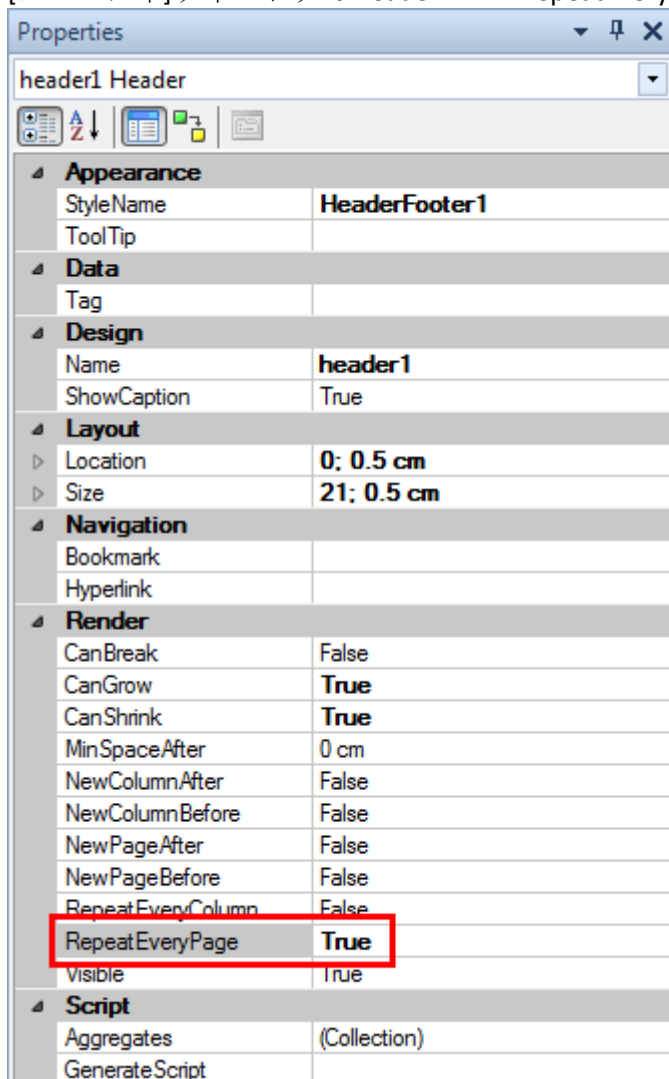 Properties
header1 Header
Appearance
StyleName HeaderFooter1
ToolTip
Data
Tag
Design
Name header1
ShowCaption True
Layout
Location 0; 0.5 cm
Size 21; 0.5 cm
Navigation
Bookmark
Hyperlink
Render
CanBreak False
CanGrow True
CanShrink True
MinSpaceAfter 0 cm
NewColumnAfter False
NewColumnBefore False
NewPageAfter False
NewPageBefore False
RepeatEveryColumn False
RepeatEveryPage True
Visible True
Script
Aggregates (Collection)
GenerateScript